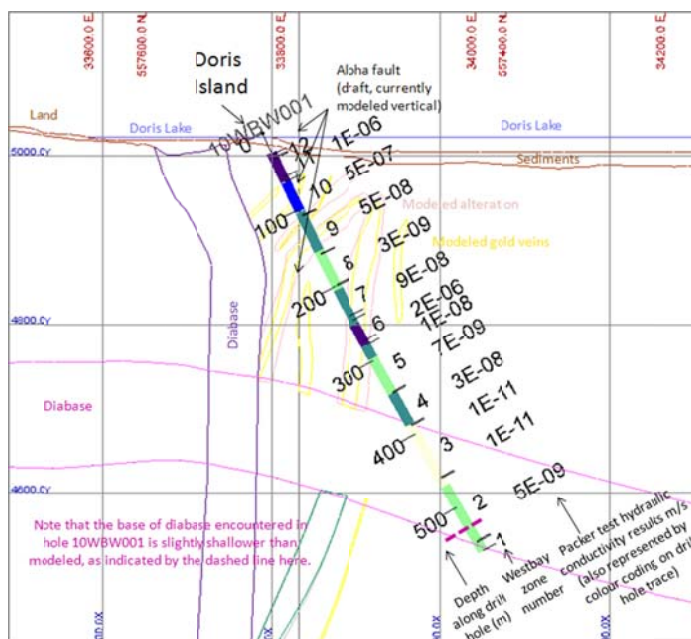 33600.0 E
557600.0 N
33800.0 E
34000.0 E
557400.0 N
34200.0 E
Doris
Island
Alpha fault
(draft, currently
modeled vertical)
Land
Doris Lake
10WBW001
Doris Lake
Sediments
5000.0
4800.0
4600.0
0
100
200
300
400
500
12
11
10
9
8
7
6
5
4
3
2
1
1E-06
5E-07
5E-08
3E-09
9E-08
2E-06
1E-08
7E-09
3E-08
1E-11
1E-11
5E-09
Modeled alteraton
Modeled gold veins
Diabase
Diabase
Note that the base of diabase encountered in
hole 10WBW001 is slightly shallower than
modeled, as indicated by the dashed line here.
Depth
along drill
hole (m)
Westbay
zone
number
Packer test hydraulic
conductivity results m/s
(also represented by
colour coding on drill
hole trace)